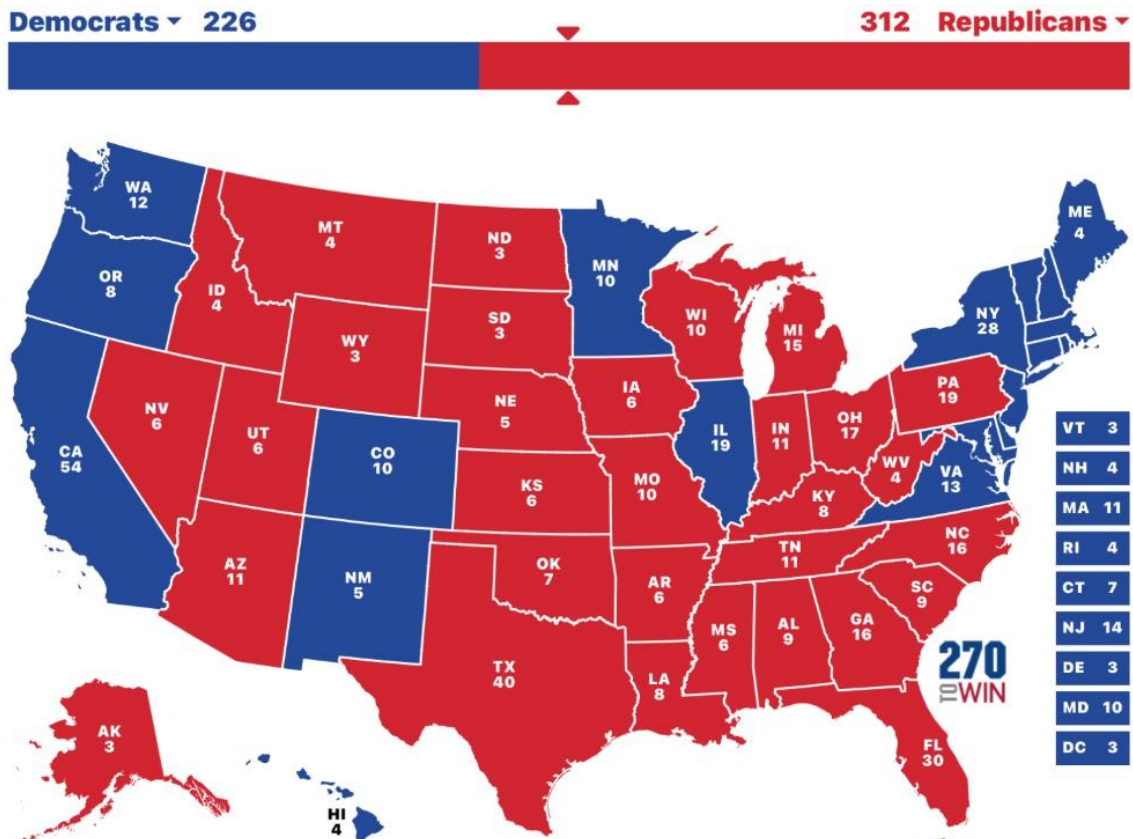 Democrats 226
312 Republicans
WA
12
OR
8
CA
54
NV
6
ID
4
MT
4
WY
3
UT
6
CO
10
AZ
11
NM
5
ND
3
SD
3
NE
5
KS
6
OK
7
TX
40
MN
10
IA
6
MO
10
AR
6
LA
8
WI
10
IL
19
MI
15
IN
11
OH
17
KY
8
TN
11
MS
6
AL
9
GA
16
FL
30
SC
9
NC
16
VA
13
WV
4
PA
19
NY
28
ME
4
VT 3
NH 4
MA 11
RI 4
CT 7
NJ 14
DE 3
MD 10
DC 3
270
TO WIN
AK
3
HI
4